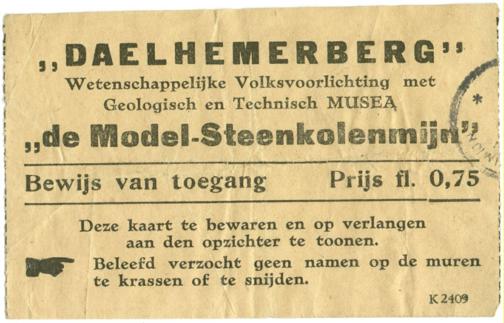 „DAELHEMERBERG”
Wetenschappelijke Volksvoorlichting met
Geologisch en Technisch MUSEA
„de Model-Steenkolenmijn”
Bewijs van toegang Prijs fl. 0,75
Deze kaart te bewaren en op verlangen
aan den opzichter te toonen.
Beleefd verzocht geen namen op de muren
te krassen of te snijden.
K 2409